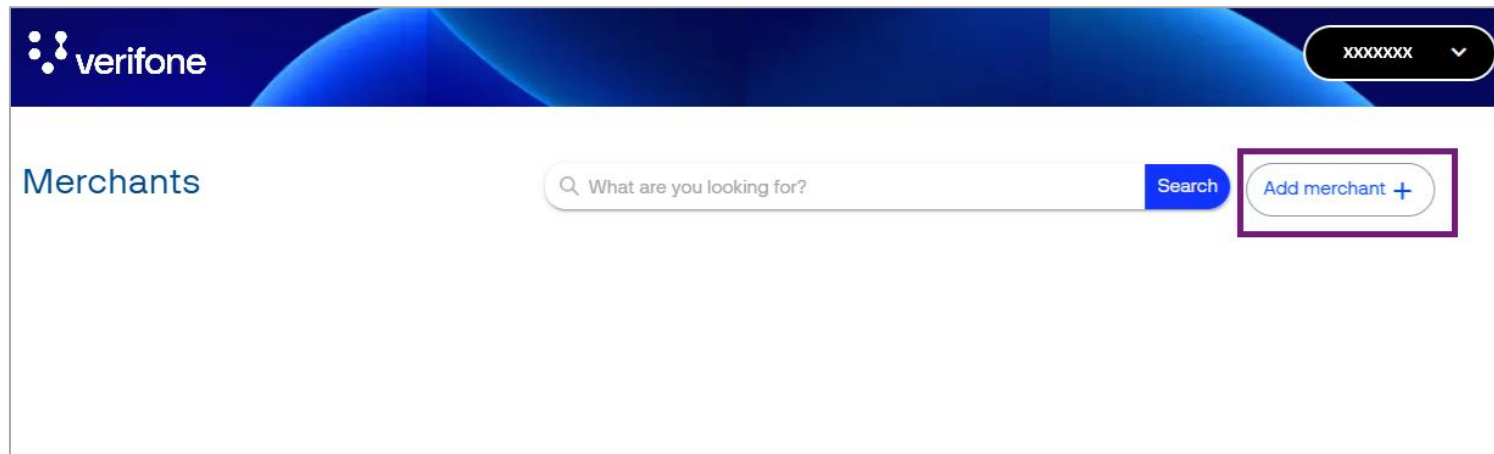 verifone
xxxxxxx
Merchants
What are you looking for?
Search
Add merchant +